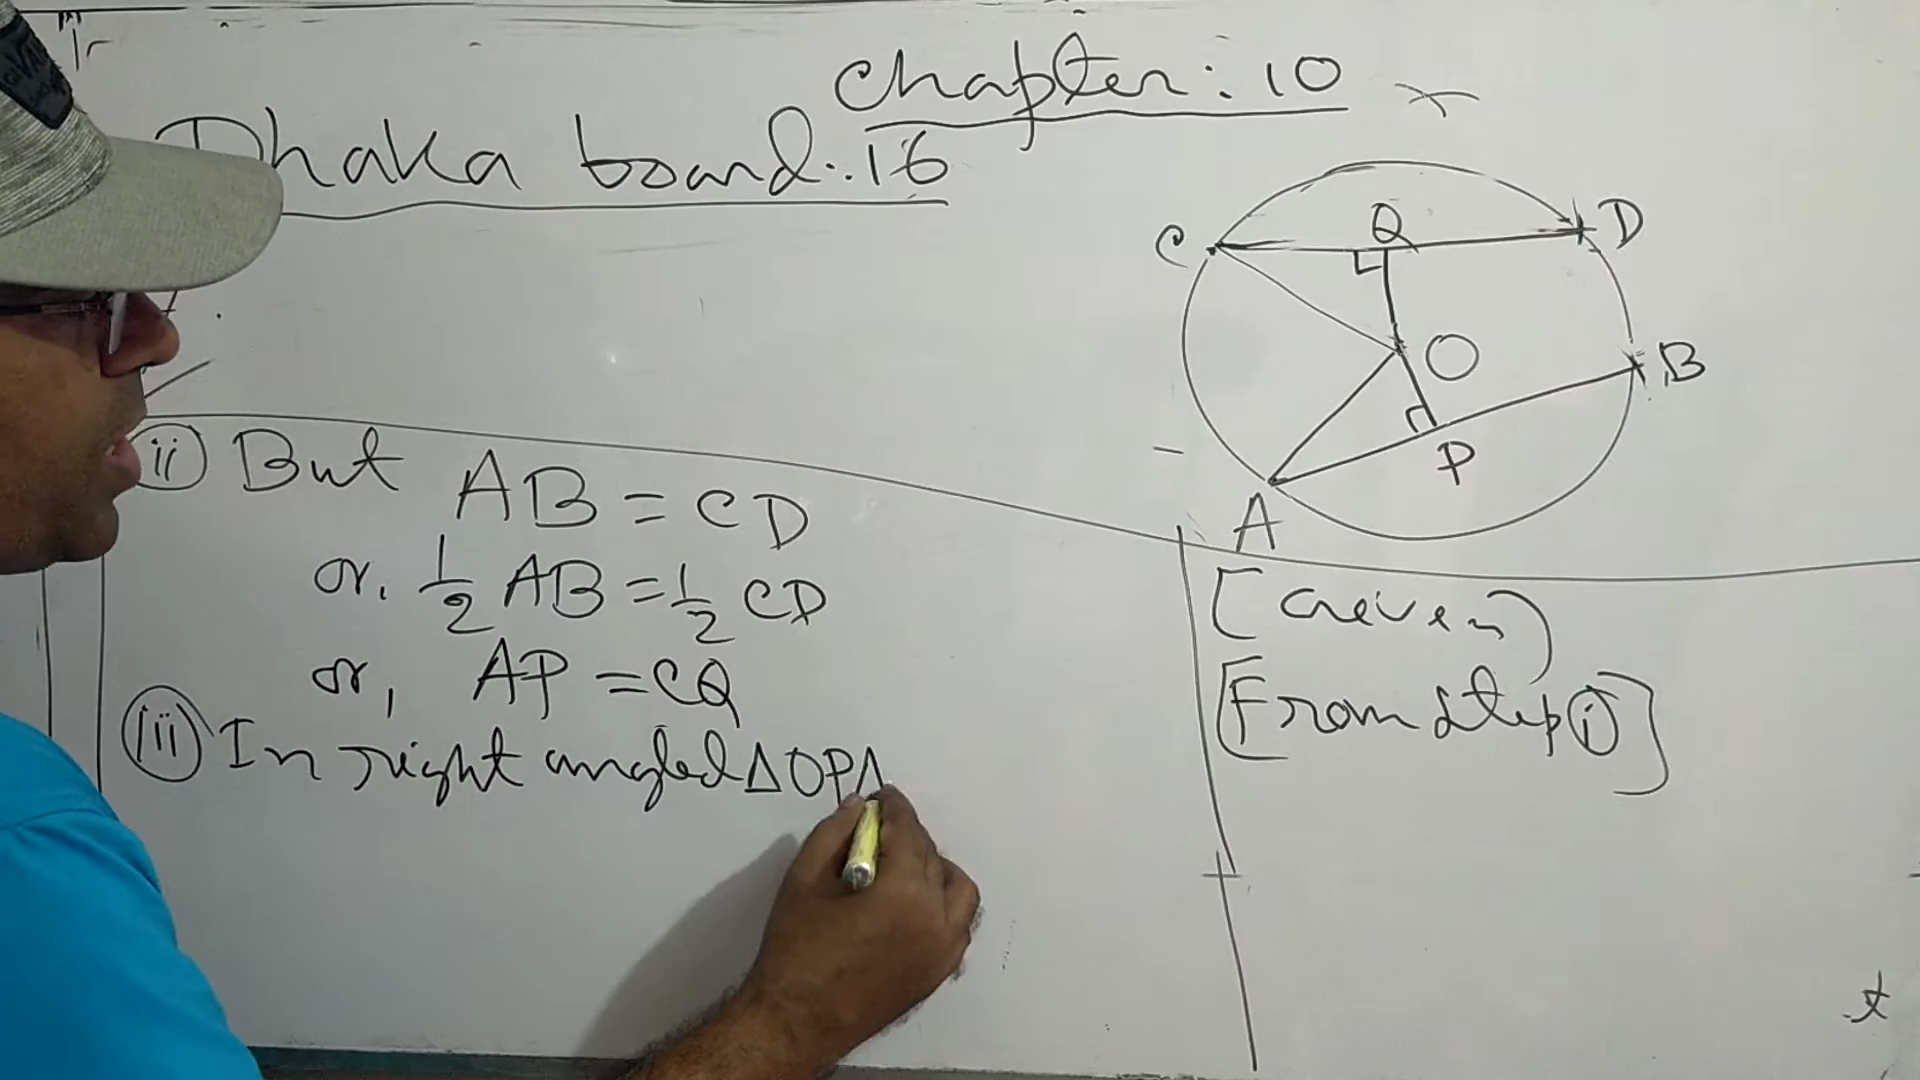 Chapter: 10
Dhaka board: 16
C
Q
D
O
B
P
A
(ii) But AB = CD
or, 1/2 AB = 1/2 CD
or, AP = CQ
(iii) In right angled Δ OPA
[Given]
[From step (i)]